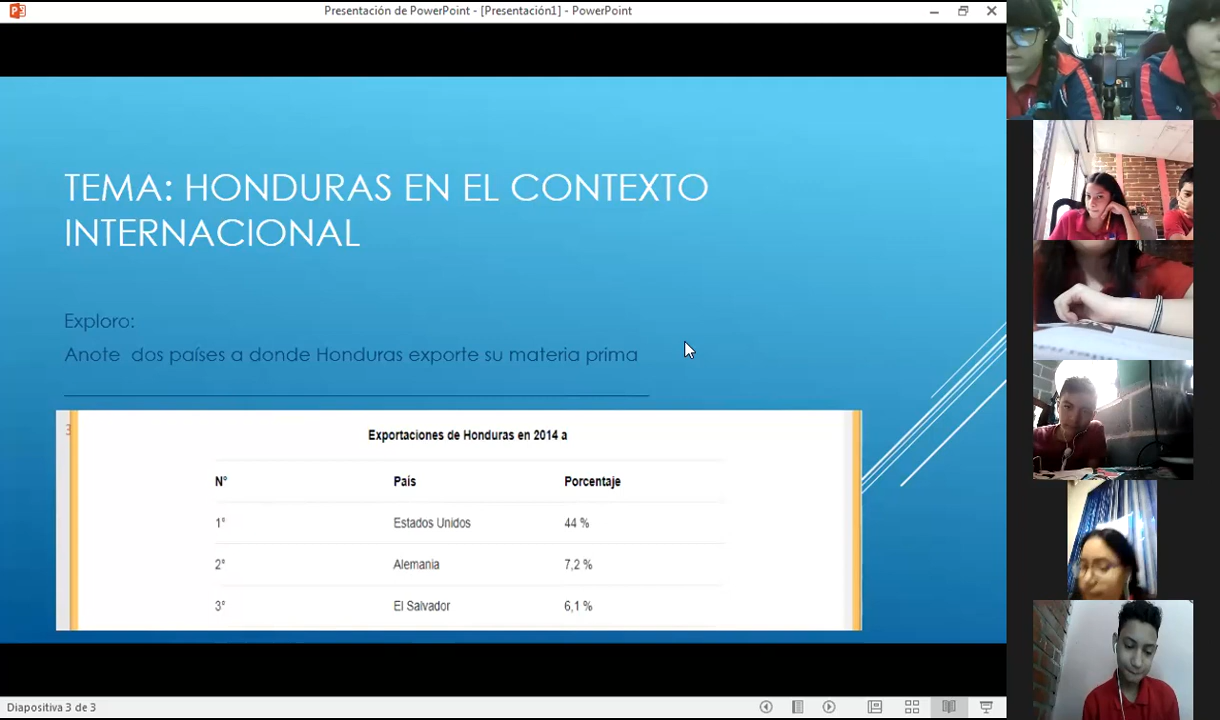 Presentación de PowerPoint - [Presentación1] - PowerPoint
TEMA: HONDURAS EN EL CONTEXTO
INTERNACIONAL
Exploro:
Anote dos países a donde Honduras exporte su materia prima
3
Exportaciones de Honduras en 2014 a
N° País Porcentaje
1° Estados Unidos 44 %
2° Alemania 7,2 %
3° El Salvador 6,1 %
Diapositiva 3 de 3